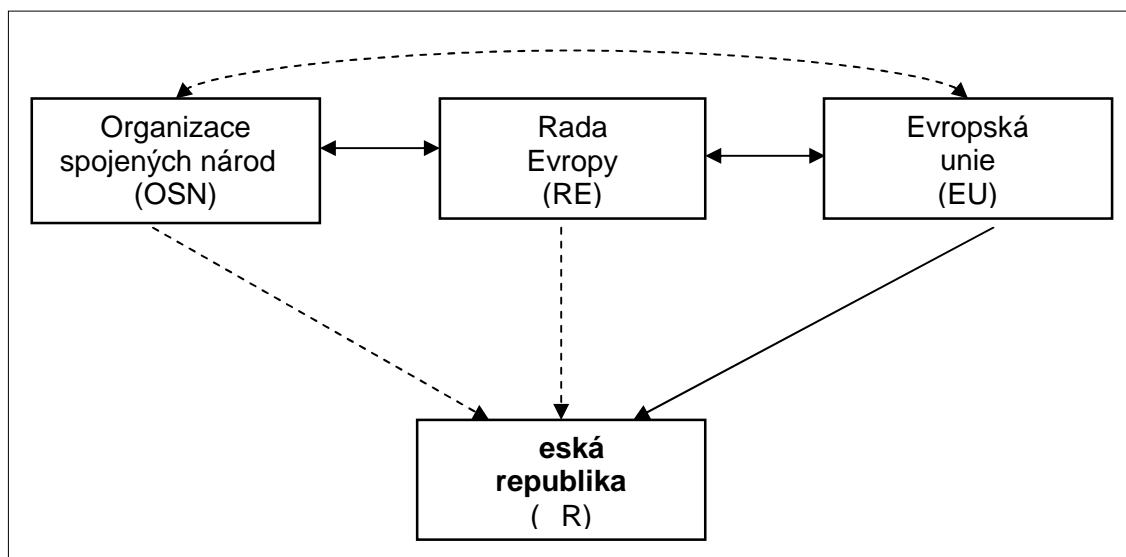 Organizace
spojených národ
(OSN)
Rada
Evropy
(RE)
Evropská
unie
(EU)
eská
republika
( R)